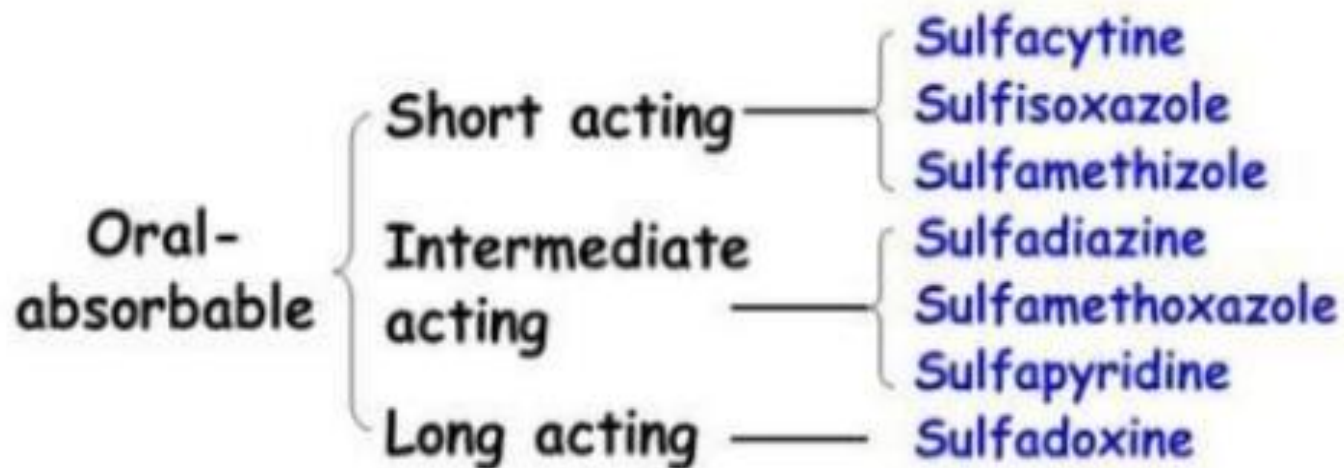 Oral-
absorbable
Short acting
Sulfacytine
Sulfisoxazole
Sulfamethizole
Intermediate
acting
Sulfadiazine
Sulfamethoxazole
Sulfapyridine
Long acting
Sulfadoxine